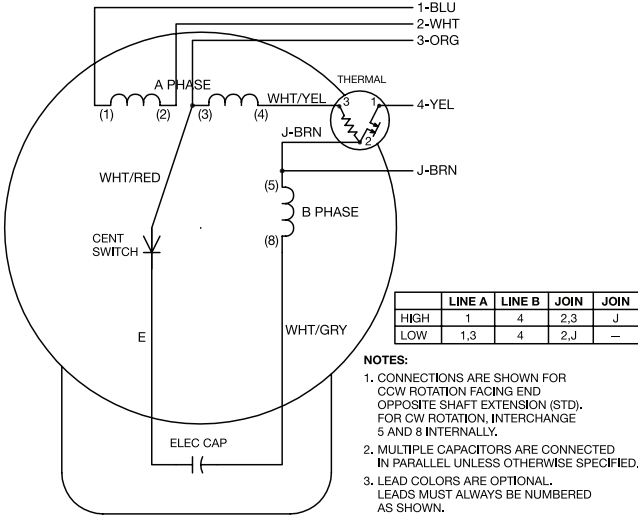 1-BLU
2-WHT
3-ORG
THERMAL
A PHASE
WHT/YEL
3
1
4-YEL
(1)
(2)
(3)
(4)
J-BRN
2
J-BRN
WHT/RED
(5)
B PHASE
(8)
CENT
SWITCH
E
WHT/GRY
ELEC CAP
LINE A LINE B JOIN JOIN
HIGH 1 4 2,3 J
LOW 1,3 4 2,J –
NOTES:
1. CONNECTIONS ARE SHOWN FOR
CCW ROTATION FACING END
OPPOSITE SHAFT EXTENSION (STD).
FOR CW ROTATION, INTERCHANGE
5 AND 8 INTERNALLY.
2. MULTIPLE CAPACITORS ARE CONNECTED
IN PARALLEL UNLESS OTHERWISE SPECIFIED.
3. LEAD COLORS ARE OPTIONAL.
LEADS MUST ALWAYS BE NUMBERED
AS SHOWN.